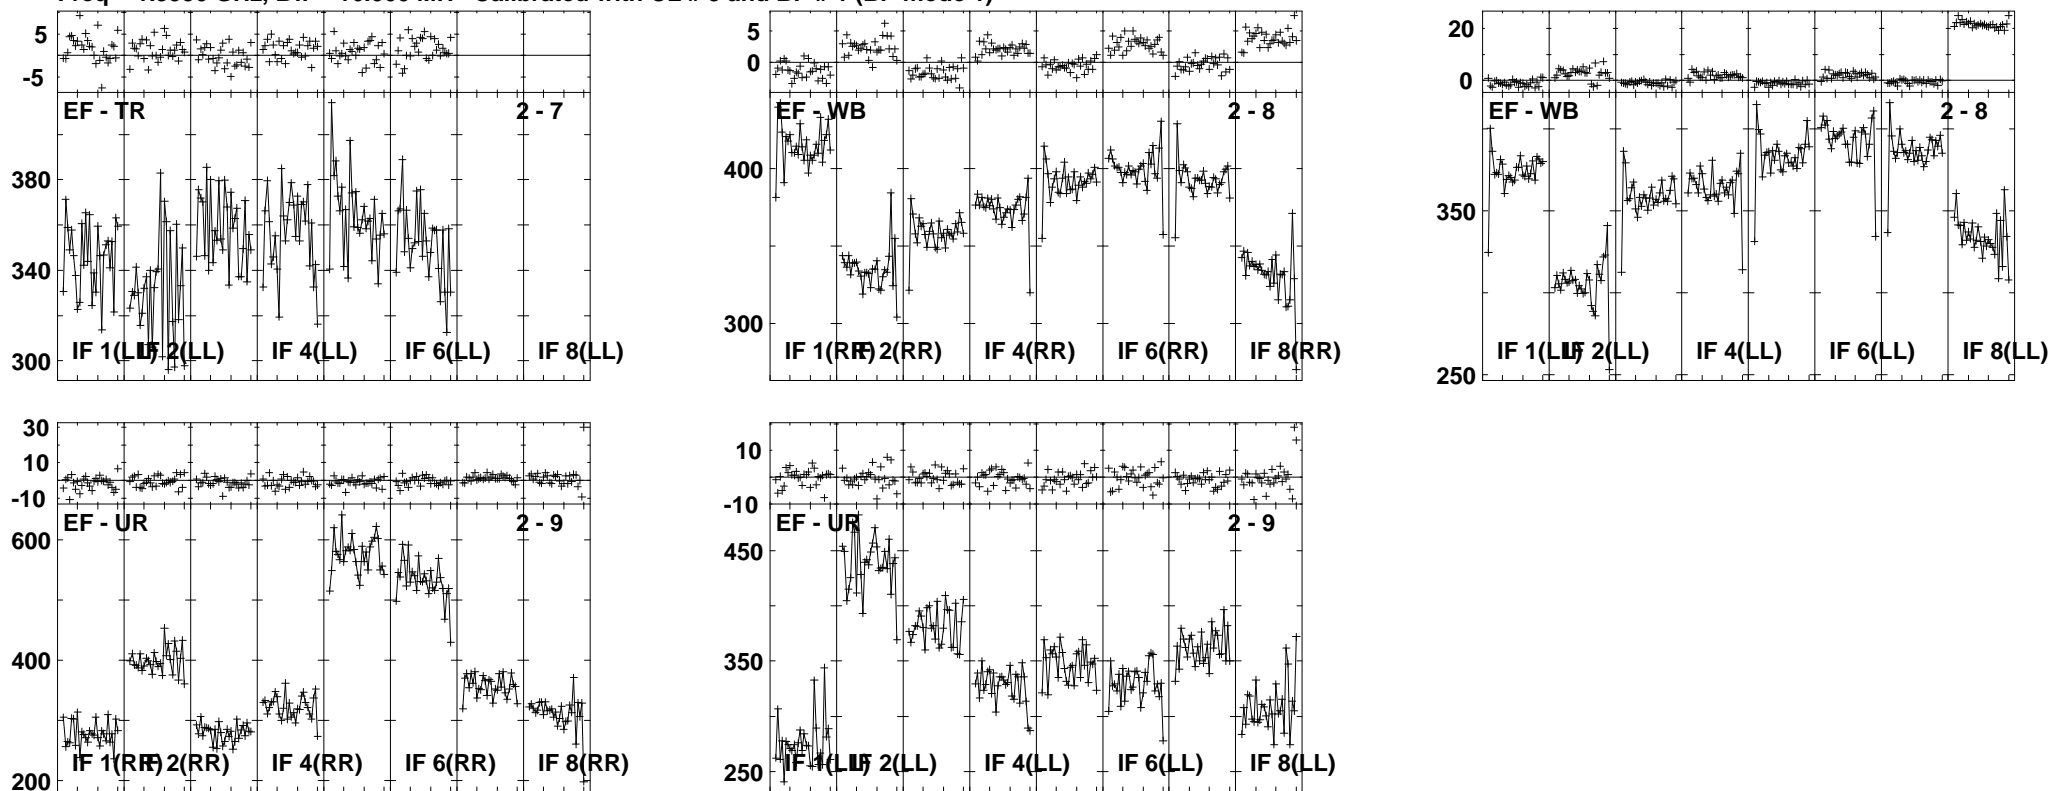 5
-5
EF - TR
2 - 7
380
340
300
IF 1(LL)
IF 2(LL)
IF 4(LL)
IF 6(LL)
IF 8(LL)
5
0
EF - WB
2 - 8
400
300
IF 1(RR)
IF 2(RR)
IF 4(RR)
IF 6(RR)
IF 8(RR)
20
0
EF - WB
2 - 8
350
250
IF 1(LL)
IF 2(LL)
IF 4(LL)
IF 6(LL)
IF 8(LL)
30
10
-10
EF - UR
2 - 9
600
400
200
IF 1(RR)
IF 2(RR)
IF 4(RR)
IF 6(RR)
IF 8(RR)
10
-10
EF - UR
2 - 9
450
350
250
IF 1(LL)
IF 2(LL)
IF 4(LL)
IF 6(LL)
IF 8(LL)